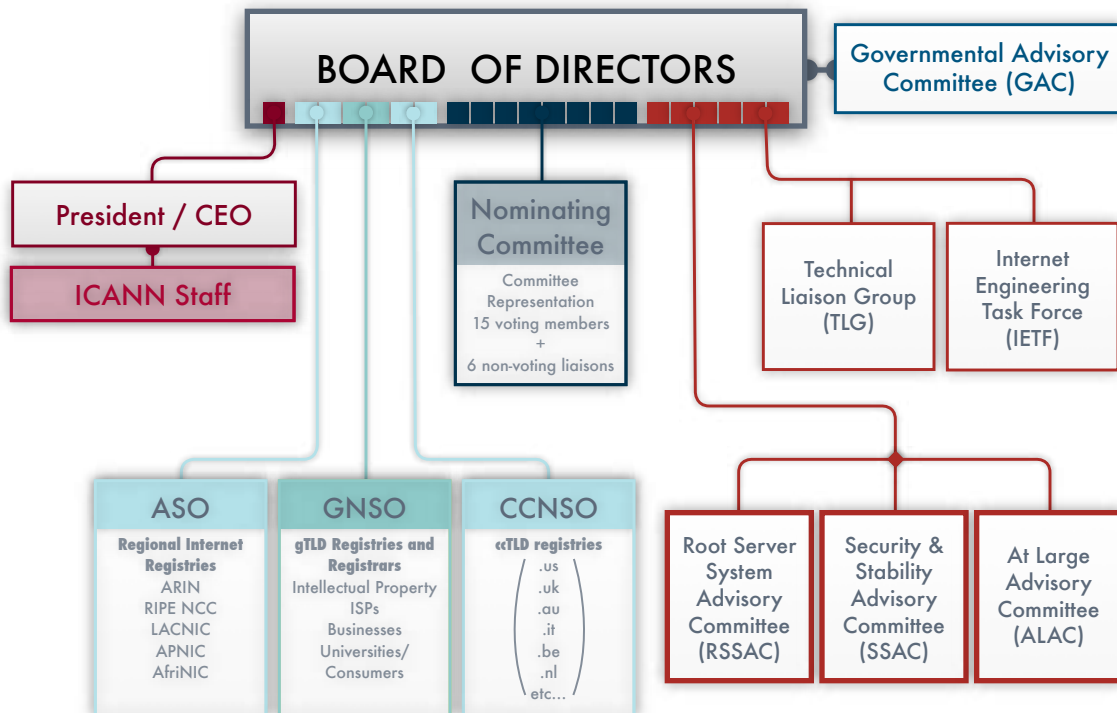 BOARD OF DIRECTORS
Governmental Advisory
Committee (GAC)
President / CEO
ICANN Staff
Nominating
Committee
Committee
Representation
15 voting members
+
6 non-voting liaisons
Technical
Liaison Group
(TLG)
Internet
Engineering
Task Force
(IETF)
ASO
Regional Internet
Registries
ARIN
RIPE NCC
LACNIC
APNIC
AfriNIC
GNSO
gTLD Registries and
Registrars
Intellectual Property
ISPs
Businesses
Universities/
Consumers
CCNSO
ccTLD registries
.us
.uk
.au
.it
.be
.nl
etc...
Root Server
System
Advisory
Committee
(RSSAC)
Security &
Stability
Advisory
Committee
(SSAC)
At Large
Advisory
Committee
(ALAC)